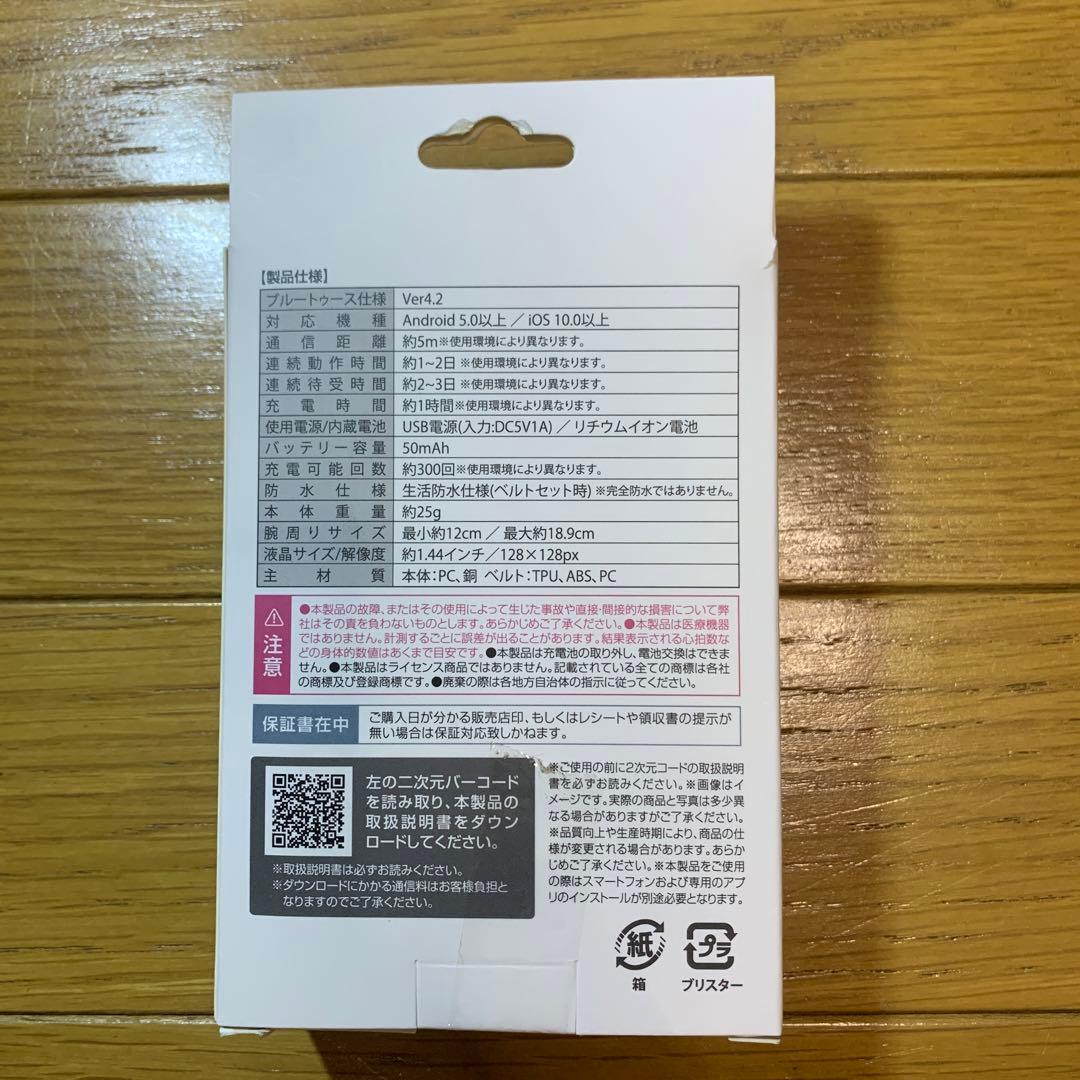 【製品仕様】
ブルートゥース仕様 Ver4.2
対応機種 Android 5.0以上 ／ iOS 10.0以上
通信距離 約5m※使用環境により異なります。
連続動作時間 約1~2日 ※使用環境により異なります。
連続待受時間 約2~3日 ※使用環境により異なります。
充電時間 約1時間※使用環境により異なります。
使用電源/内蔵電池 USB電源(入力:DC5V1A) ／ リチウムイオン電池
バッテリー容量 50mAh
充電可能回数 約300回※使用環境により異なります。
防水仕様 生活防水仕様(ベルトセット時) ※完全防水ではありません。
本体重量 約25g
腕周りサイズ 最小約12cm ／ 最大約18.9cm
液晶サイズ/解像度 約1.44インチ／128×128px
主材質 本体：PC、銅 ベルト：TPU、ABS、PC
注意
●本製品の故障、またはその使用によって生じた事故や直接・間接的な損害について弊
社はその責を負わないものとします。あらかじめご了承ください。●本製品は医療機器
ではありません。計測するごとに誤差が出ることがあります。結果表示される心拍数な
どの身体的数値はあくまで目安です。●本製品は充電池の取り外し、電池交換はできま
せん。●本製品はライセンス商品ではありません。記載されている全ての商標は各社
の商標及び登録商標です。●廃棄の際は各地方自治体の指示に従ってください。
保証書在中
ご購入日が分かる販売店印、もしくはレシートや領収書の提示が
無い場合は保証対応致しかねます。
左の二次元バーコード
を読み取り、本製品の
取扱説明書をダウン
ロードしてください。
※取扱説明書は必ずお読みください。
※ダウンロードにかかる通信料はお客様負担と
なりますのでご了承ください。
※ご使用の前に2次元コードの取扱説明
書を必ずお読みください。※画像はイ
メージです。実際の商品と写真は多少異
なる場合がありますがご了承ください。
※品質向上や生産時期により、商品の仕
様が変更される場合があります。あらか
じめご了承ください。※本製品をご使用
の際はスマートフォンおよび専用のアプ
リのインストールが別途必要となります。
紙
箱
プラ
ブリスター